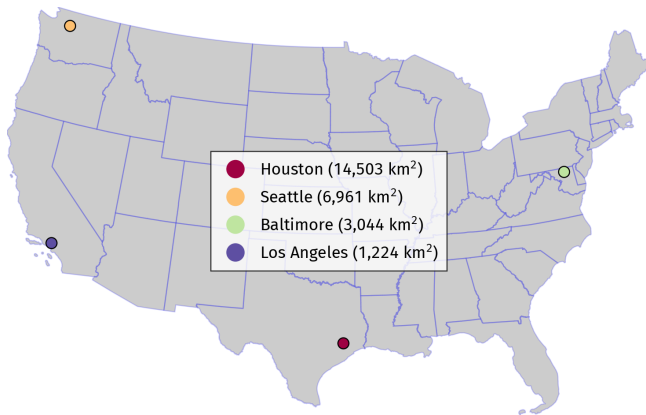 Houston (14,503 km²)
Seattle (6,961 km²)
Baltimore (3,044 km²)
Los Angeles (1,224 km²)